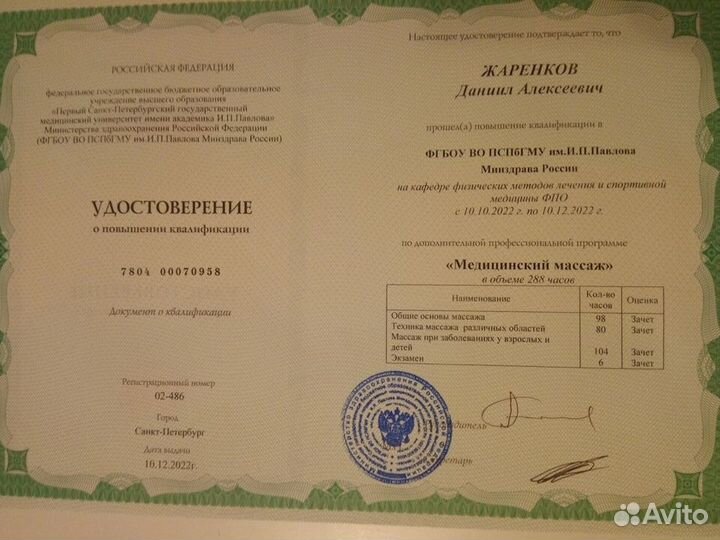 РОССИЙСКАЯ ФЕДЕРАЦИЯ
федеральное государственное бюджетное образовательное
учреждение высшего образования
«Первый Санкт-Петербургский государственный
медицинский университет имени академика И.П.Павлова»
Министерства здравоохранения Российской Федерации
(ФГБОУ ВО ПСПбГМУ им.И.П.Павлова Минздрава России)
УДОСТОВЕРЕНИЕ
о повышении квалификации
7804 00070958
Документ о квалификации
Регистрационный номер
02-486
Город
Санкт-Петербург
Дата выдачи
10.12.2022г.
Настоящее удостоверение подтверждает то, что
ЖАРЕНКОВ
Даниил Алексеевич
прошел(а) повышение квалификации в
ФГБОУ ВО ПСПбГМУ им.И.П.Павлова
Минздрава России
на кафедре физических методов лечения и спортивной
медицины ФПО
с 10.10.2022 г. по 10.12.2022 г.
по дополнительной профессиональной программе
«Медицинский массаж»
в объеме 288 часов
Наименование Кол-во часов Оценка
Общие основы массажа 98 Зачет
Техника массажа различных областей 80 Зачет
Массаж при заболеваниях у взрослых и
детей 104 Зачет
Экзамен 6 Зачет
Министерство здравоохранения Российской Федерации
Avito